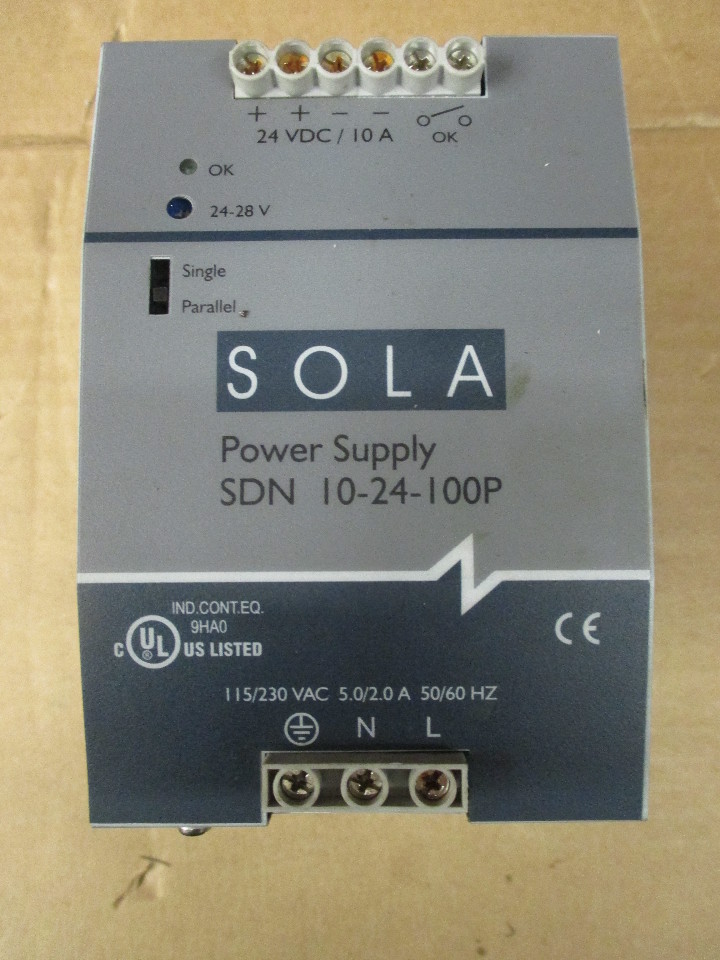 + + − −
24 VDC / 10 A
OK
OK
24-28 V
Single
Parallel
SOLA
Power Supply
SDN 10-24-100P
IND.CONT.EQ.
9HA0
C UL ® US LISTED
CE
115/230 VAC 5.0/2.0 A 50/60 HZ
N L